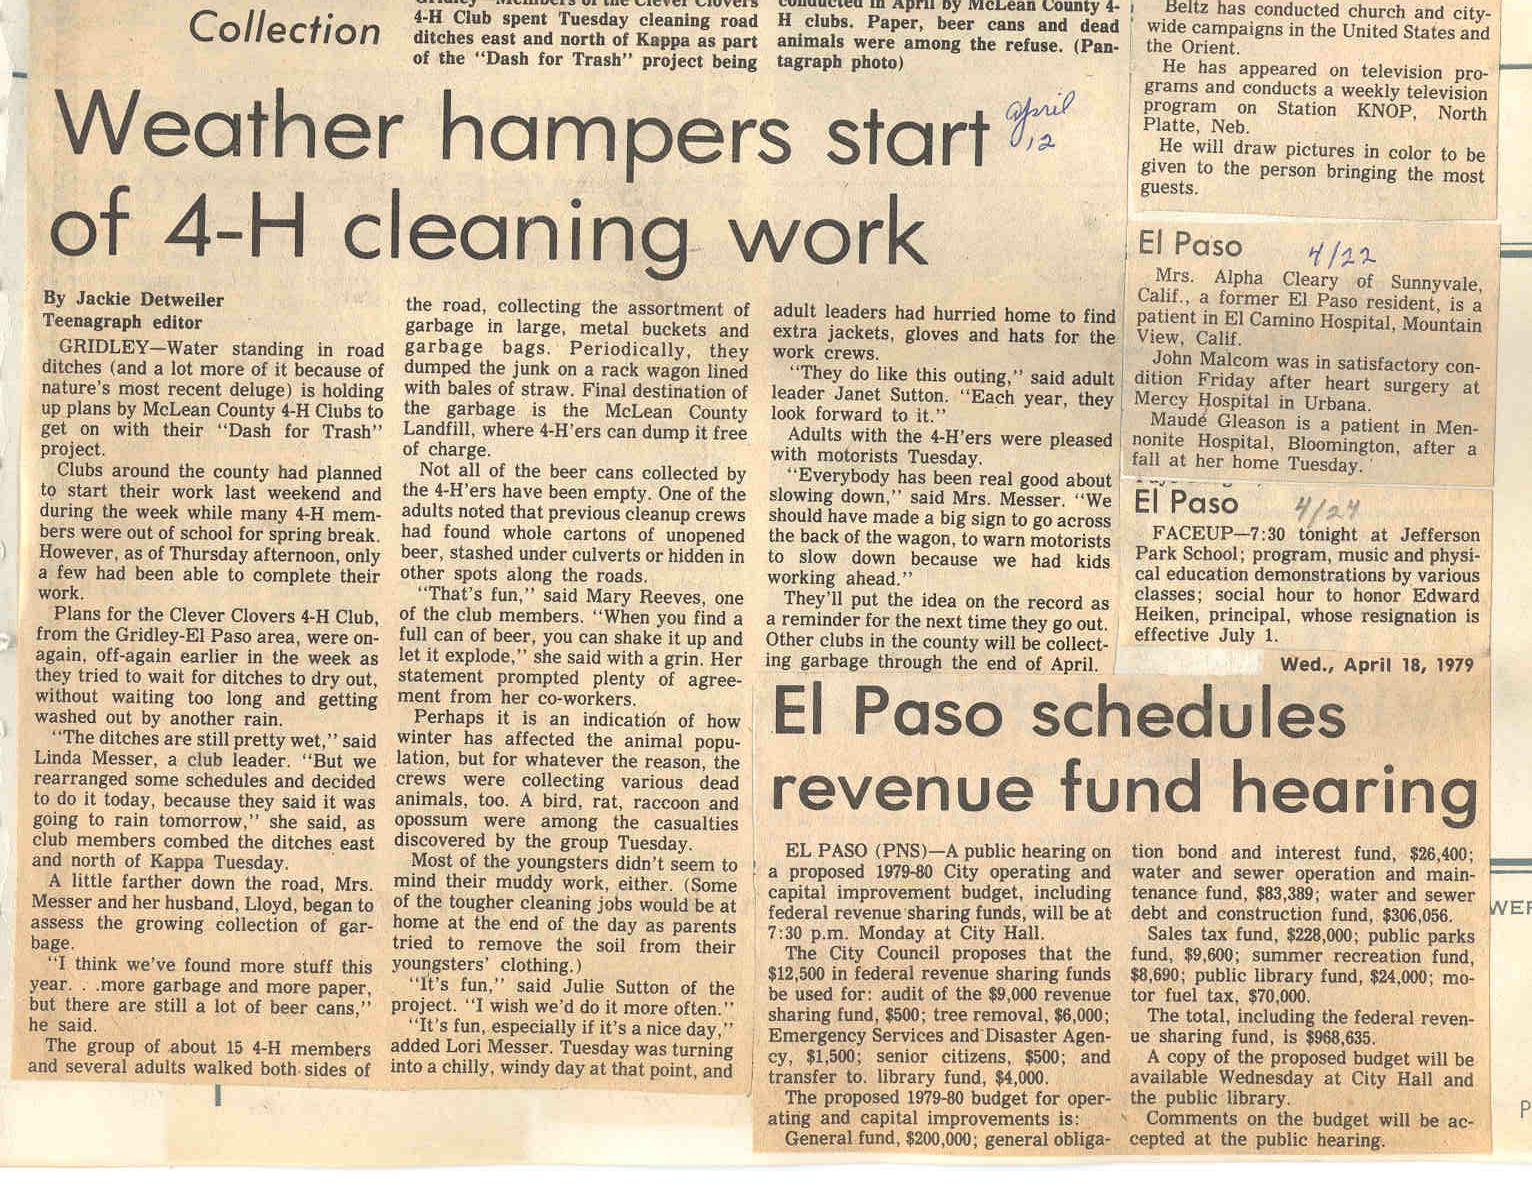 Collection
4-H Club spent Tuesday cleaning road
ditches east and north of Kappa as part
of the "Dash for Trash" project being
conducted in April by McLean County 4-
H clubs. Paper, beer cans and dead
animals were among the refuse. (Pan-
tagraph photo)
Weather hampers start
of 4-H cleaning work
April
12
By Jackie Detweiler
Teenagraph editor
GRIDLEY—Water standing in road
ditches (and a lot more of it because of
nature's most recent deluge) is holding
up plans by McLean County 4-H Clubs to
get on with their "Dash for Trash"
project.
Clubs around the county had planned
to start their work last weekend and
during the week while many 4-H mem-
bers were out of school for spring break.
However, as of Thursday afternoon, only
a few had been able to complete their
work.
Plans for the Clever Clovers 4-H Club,
from the Gridley-El Paso area, were on-
again, off-again earlier in the week as
they tried to wait for ditches to dry out,
without waiting too long and getting
washed out by another rain.
"The ditches are still pretty wet," said
Linda Messer, a club leader. "But we
rearranged some schedules and decided
to do it today, because they said it was
going to rain tomorrow," she said, as
club members combed the ditches east
and north of Kappa Tuesday.
A little farther down the road, Mrs.
Messer and her husband, Lloyd, began to
assess the growing collection of gar-
bage.
"I think we've found more stuff this
year. . .more garbage and more paper,
but there are still a lot of beer cans,"
he said.
The group of about 15 4-H members
and several adults walked both sides of
the road, collecting the assortment of
garbage in large, metal buckets and
garbage bags. Periodically, they
dumped the junk on a rack wagon lined
with bales of straw. Final destination of
the garbage is the McLean County
Landfill, where 4-H'ers can dump it free
of charge.
Not all of the beer cans collected by
the 4-H'ers have been empty. One of the
adults noted that previous cleanup crews
had found whole cartons of unopened
beer, stashed under culverts or hidden in
other spots along the roads.
"That's fun," said Mary Reeves, one
of the club members. "When you find a
full can of beer, you can shake it up and
let it explode," she said with a grin. Her
statement prompted plenty of agree-
ment from her co-workers.
Perhaps it is an indication of how
winter has affected the animal popu-
lation, but for whatever the reason, the
crews were collecting various dead
animals, too. A bird, rat, raccoon and
opossum were among the casualties
discovered by the group Tuesday.
Most of the youngsters didn't seem to
mind their muddy work, either. (Some
of the tougher cleaning jobs would be at
home at the end of the day as parents
tried to remove the soil from their
youngsters' clothing.)
"It's fun," said Julie Sutton of the
project. "I wish we'd do it more often."
"It's fun, especially if it's a nice day,"
added Lori Messer. Tuesday was turning
into a chilly, windy day at that point, and
adult leaders had hurried home to find
extra jackets, gloves and hats for the
work crews.
"They do like this outing," said adult
leader Janet Sutton. "Each year, they
look forward to it."
Adults with the 4-H'ers were pleased
with motorists Tuesday.
"Everybody has been real good about
slowing down," said Mrs. Messer. "We
should have made a big sign to go across
the back of the wagon, to warn motorists
to slow down because we had kids
working ahead."
They'll put the idea on the record as
a reminder for the next time they go out.
Other clubs in the county will be collect-
ing garbage through the end of April.
Beltz has conducted church and city-
wide campaigns in the United States and
the Orient.
He has appeared on television pro-
grams and conducts a weekly television
program on Station KNOP, North
Platte, Neb.
He will draw pictures in color to be
given to the person bringing the most
guests.
El Paso
4/22
Mrs. Alpha Cleary of Sunnyvale,
Calif., a former El Paso resident, is a
patient in El Camino Hospital, Mountain
View, Calif.
John Malcom was in satisfactory con-
dition Friday after heart surgery at
Mercy Hospital in Urbana.
Maude Gleason is a patient in Men-
nonite Hospital, Bloomington, after a
fall at her home Tuesday.
El Paso
4/24
FACEUP—7:30 tonight at Jefferson
Park School; program, music and physi-
cal education demonstrations by various
classes; social hour to honor Edward
Heiken, principal, whose resignation is
effective July 1.
Wed., April 18, 1979
El Paso schedules
revenue fund hearing
EL PASO (PNS)—A public hearing on
a proposed 1979-80 City operating and
capital improvement budget, including
federal revenue sharing funds, will be at
7:30 p.m. Monday at City Hall.
The City Council proposes that the
$12,500 in federal revenue sharing funds
be used for: audit of the $9,000 revenue
sharing fund, $500; tree removal, $6,000;
Emergency Services and Disaster Agen-
cy, $1,500; senior citizens, $500; and
transfer to. library fund, $4,000.
The proposed 1979-80 budget for oper-
ating and capital improvements is:
General fund, $200,000; general obliga-
tion bond and interest fund, $26,400;
water and sewer operation and main-
tenance fund, $83,389; water and sewer
debt and construction fund, $306,056.
Sales tax fund, $228,000; public parks
fund, $9,600; summer recreation fund,
$8,690; public library fund, $24,000; mo-
tor fuel tax, $70,000.
The total, including the federal reven-
ue sharing fund, is $968,635.
A copy of the proposed budget will be
available Wednesday at City Hall and
the public library.
Comments on the budget will be ac-
cepted at the public hearing.